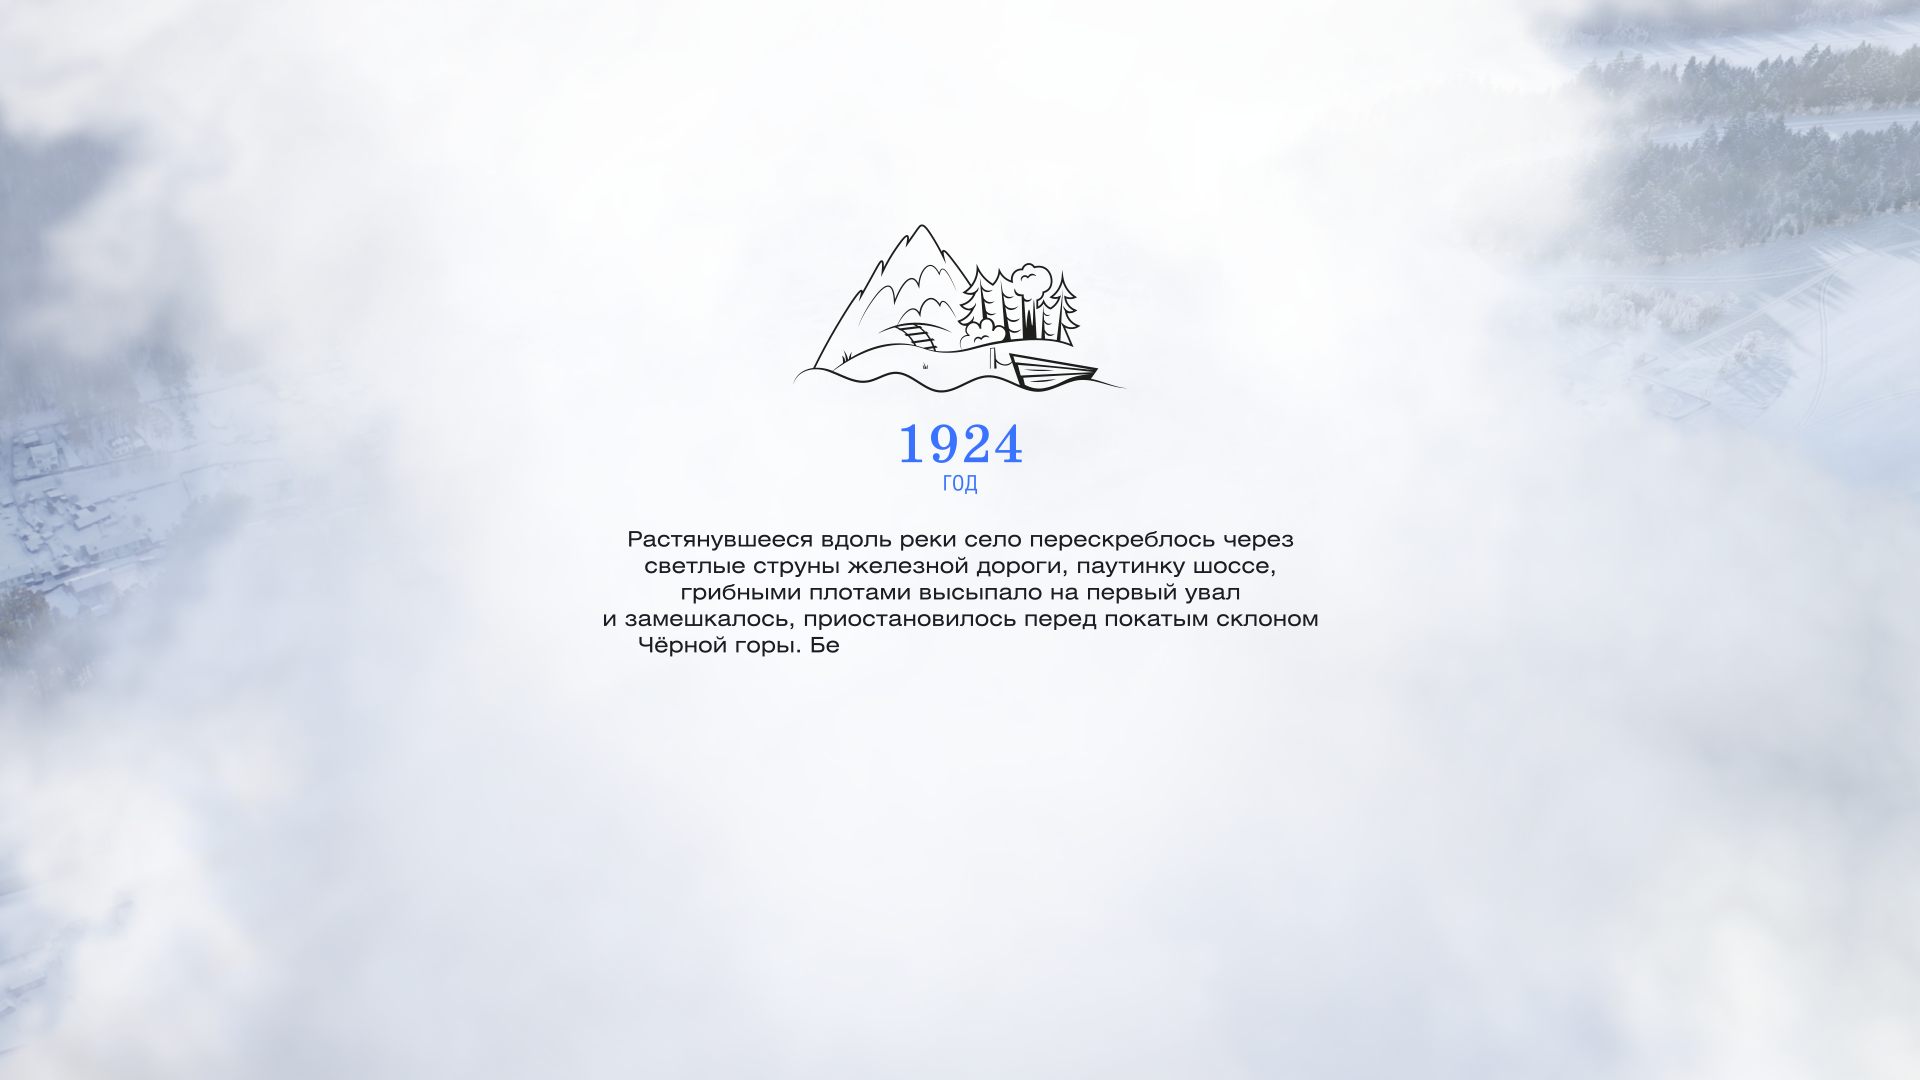 1924
ГОД
Растянувшееся вдоль реки село перескреблось через
светлые струны железной дороги, паутинку шоссе,
грибными плотами высыпало на первый увал
и замешкалось, приостановилось перед покатым склоном
Чёрной горы. Бе